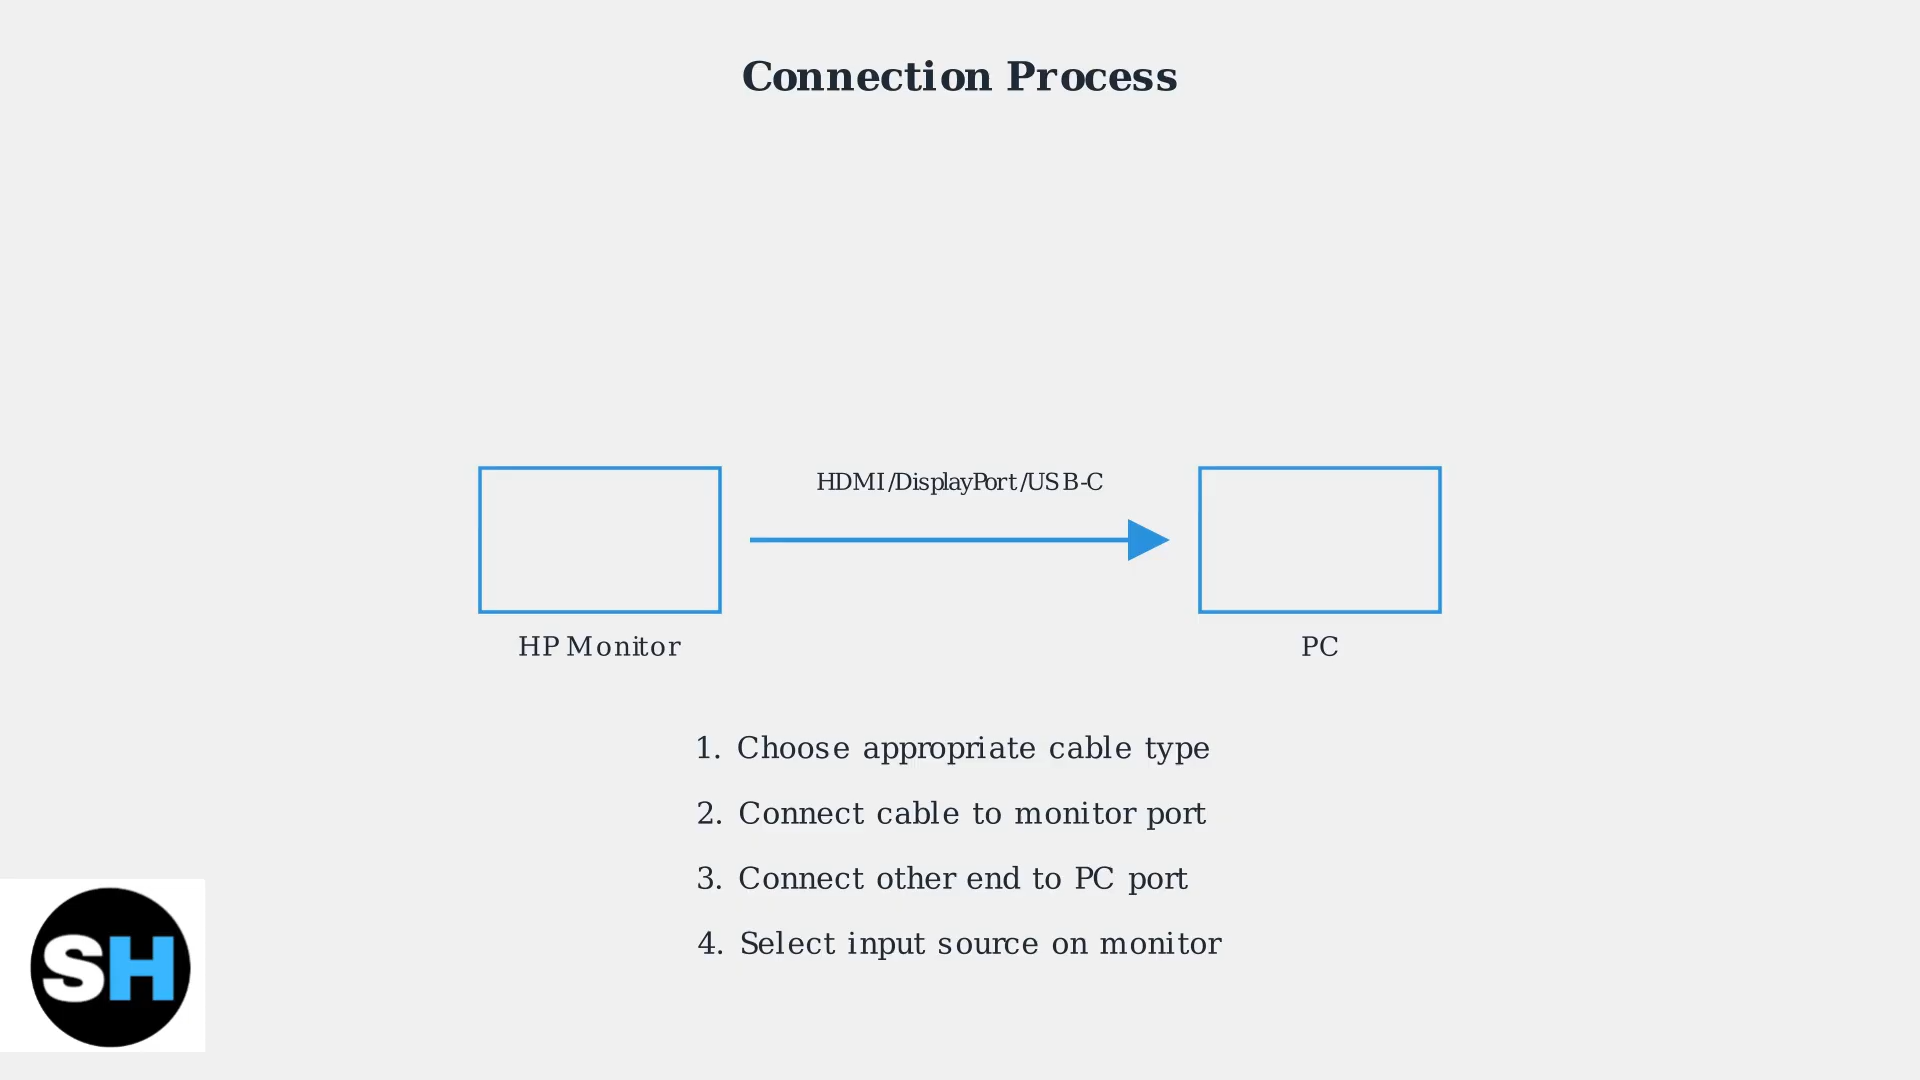 Connection Process
HDMI/DisplayPort/USB-C
HP Monitor
PC
1. Choose appropriate cable type
2. Connect cable to monitor port
3. Connect other end to PC port
4. Select input source on monitor
SH